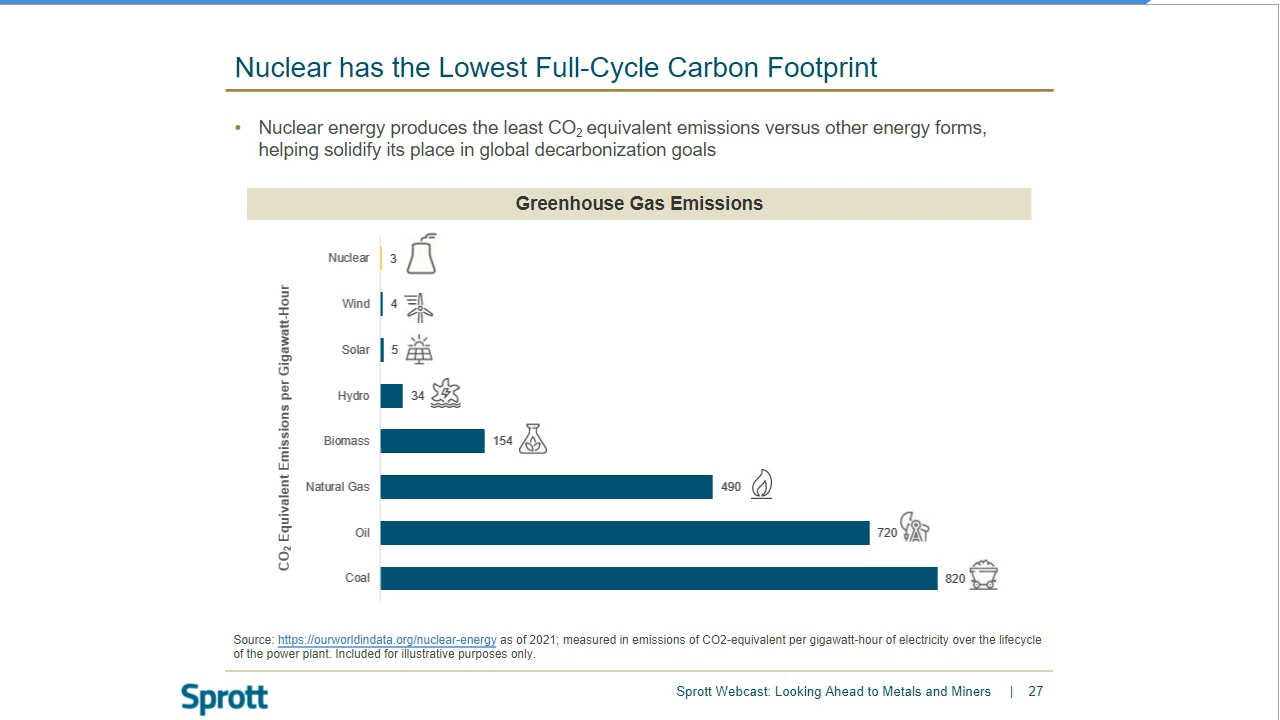 Nuclear has the Lowest Full-Cycle Carbon Footprint
• Nuclear energy produces the least CO₂ equivalent emissions versus other energy forms,
helping solidify its place in global decarbonization goals
Greenhouse Gas Emissions
CO₂ Equivalent Emissions per Gigawatt-Hour
Nuclear 3
Wind 4
Solar 5
Hydro 34
Biomass 154
Natural Gas 490
Oil 720
Coal 820
Source: https://ourworldindata.org/nuclear-energy as of 2021; measured in emissions of CO2-equivalent per gigawatt-hour of electricity over the lifecycle
of the power plant. Included for illustrative purposes only.
Sprott
Sprott Webcast: Looking Ahead to Metals and Miners | 27